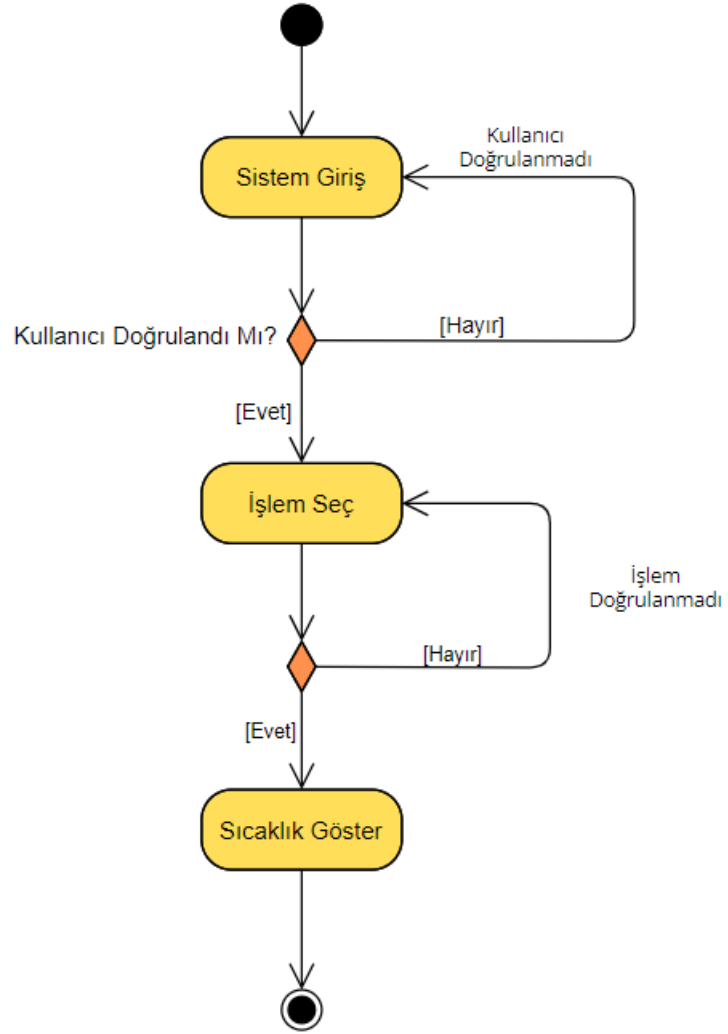 Kullanıcı
Doğrulanmadı
Sistem Giriş
Kullanıcı Doğrulandı Mı?
[Hayır]
[Evet]
İşlem Seç
İşlem
Doğrulanmadı
[Hayır]
[Evet]
Sıcaklık Göster